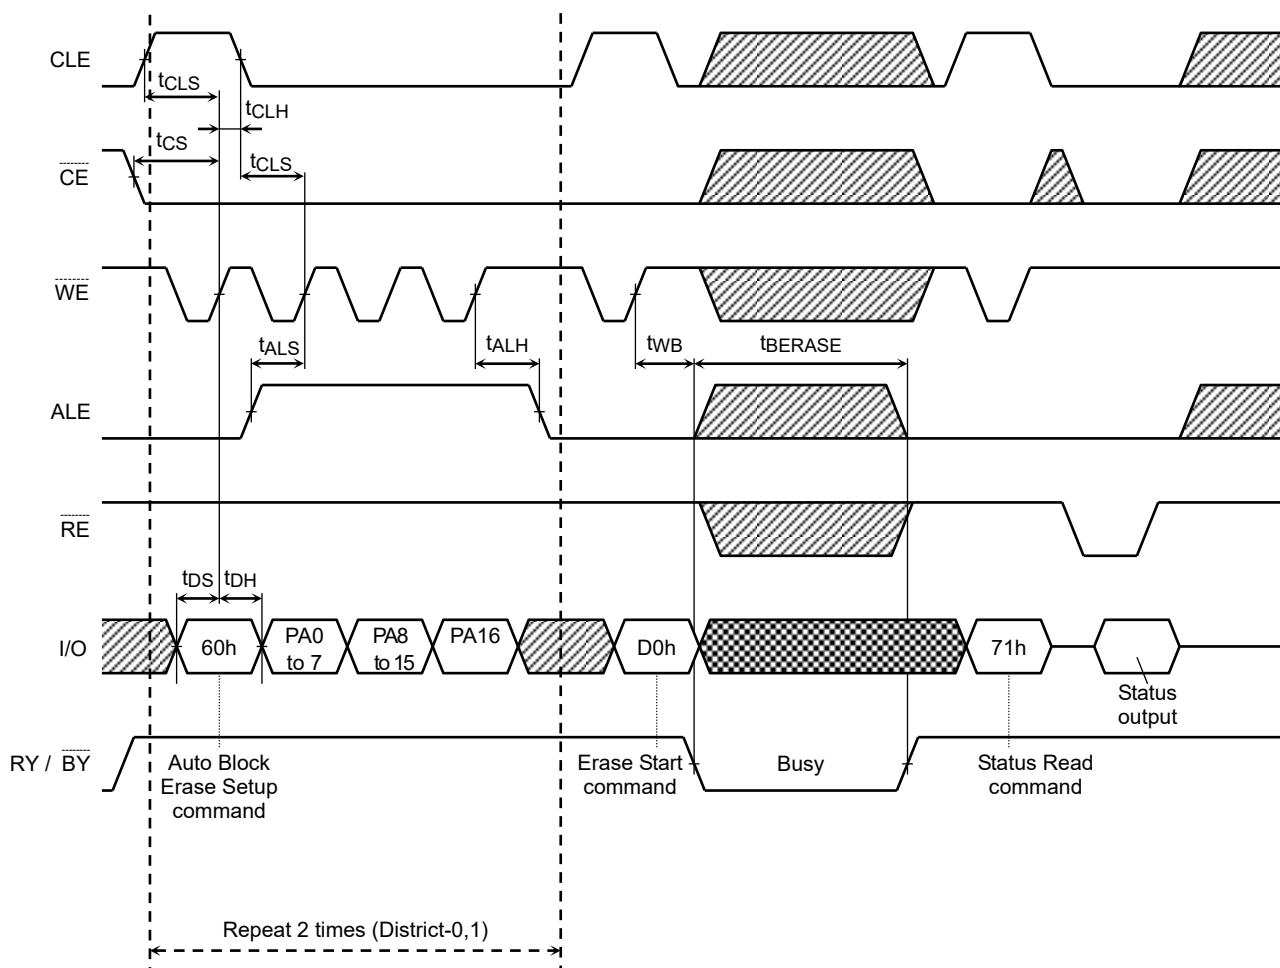 CLE
tCLS
tCLH
tCS
tCLS
CE
WE
tALS
tALH
tWB
tBERASE
ALE
RE
tDS
tDH
I/O
60h
PA0
to 7
PA8
to 15
PA16
D0h
71h
Status
output
RY / BY
Auto Block
Erase Setup
command
Erase Start
command
Busy
Status Read
command
Repeat 2 times (District-0,1)